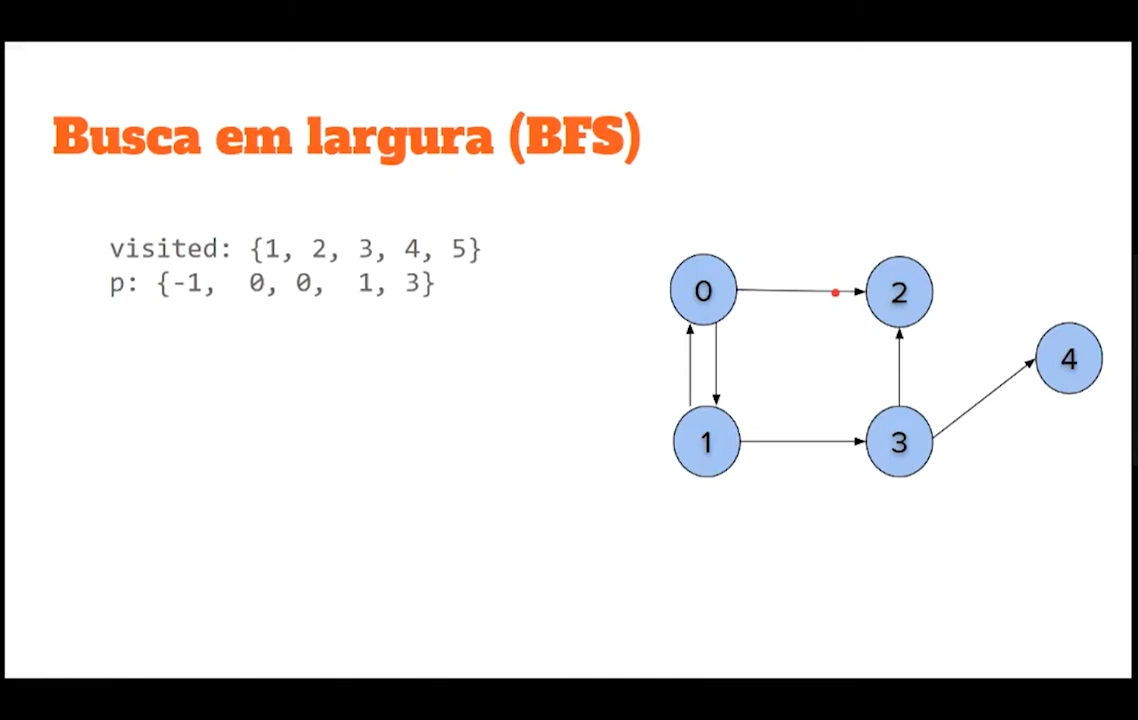 Busca em largura (BFS)
visited: {1, 2, 3, 4, 5}
p: {-1, 0, 0, 1, 3}
0
2
4
1
3